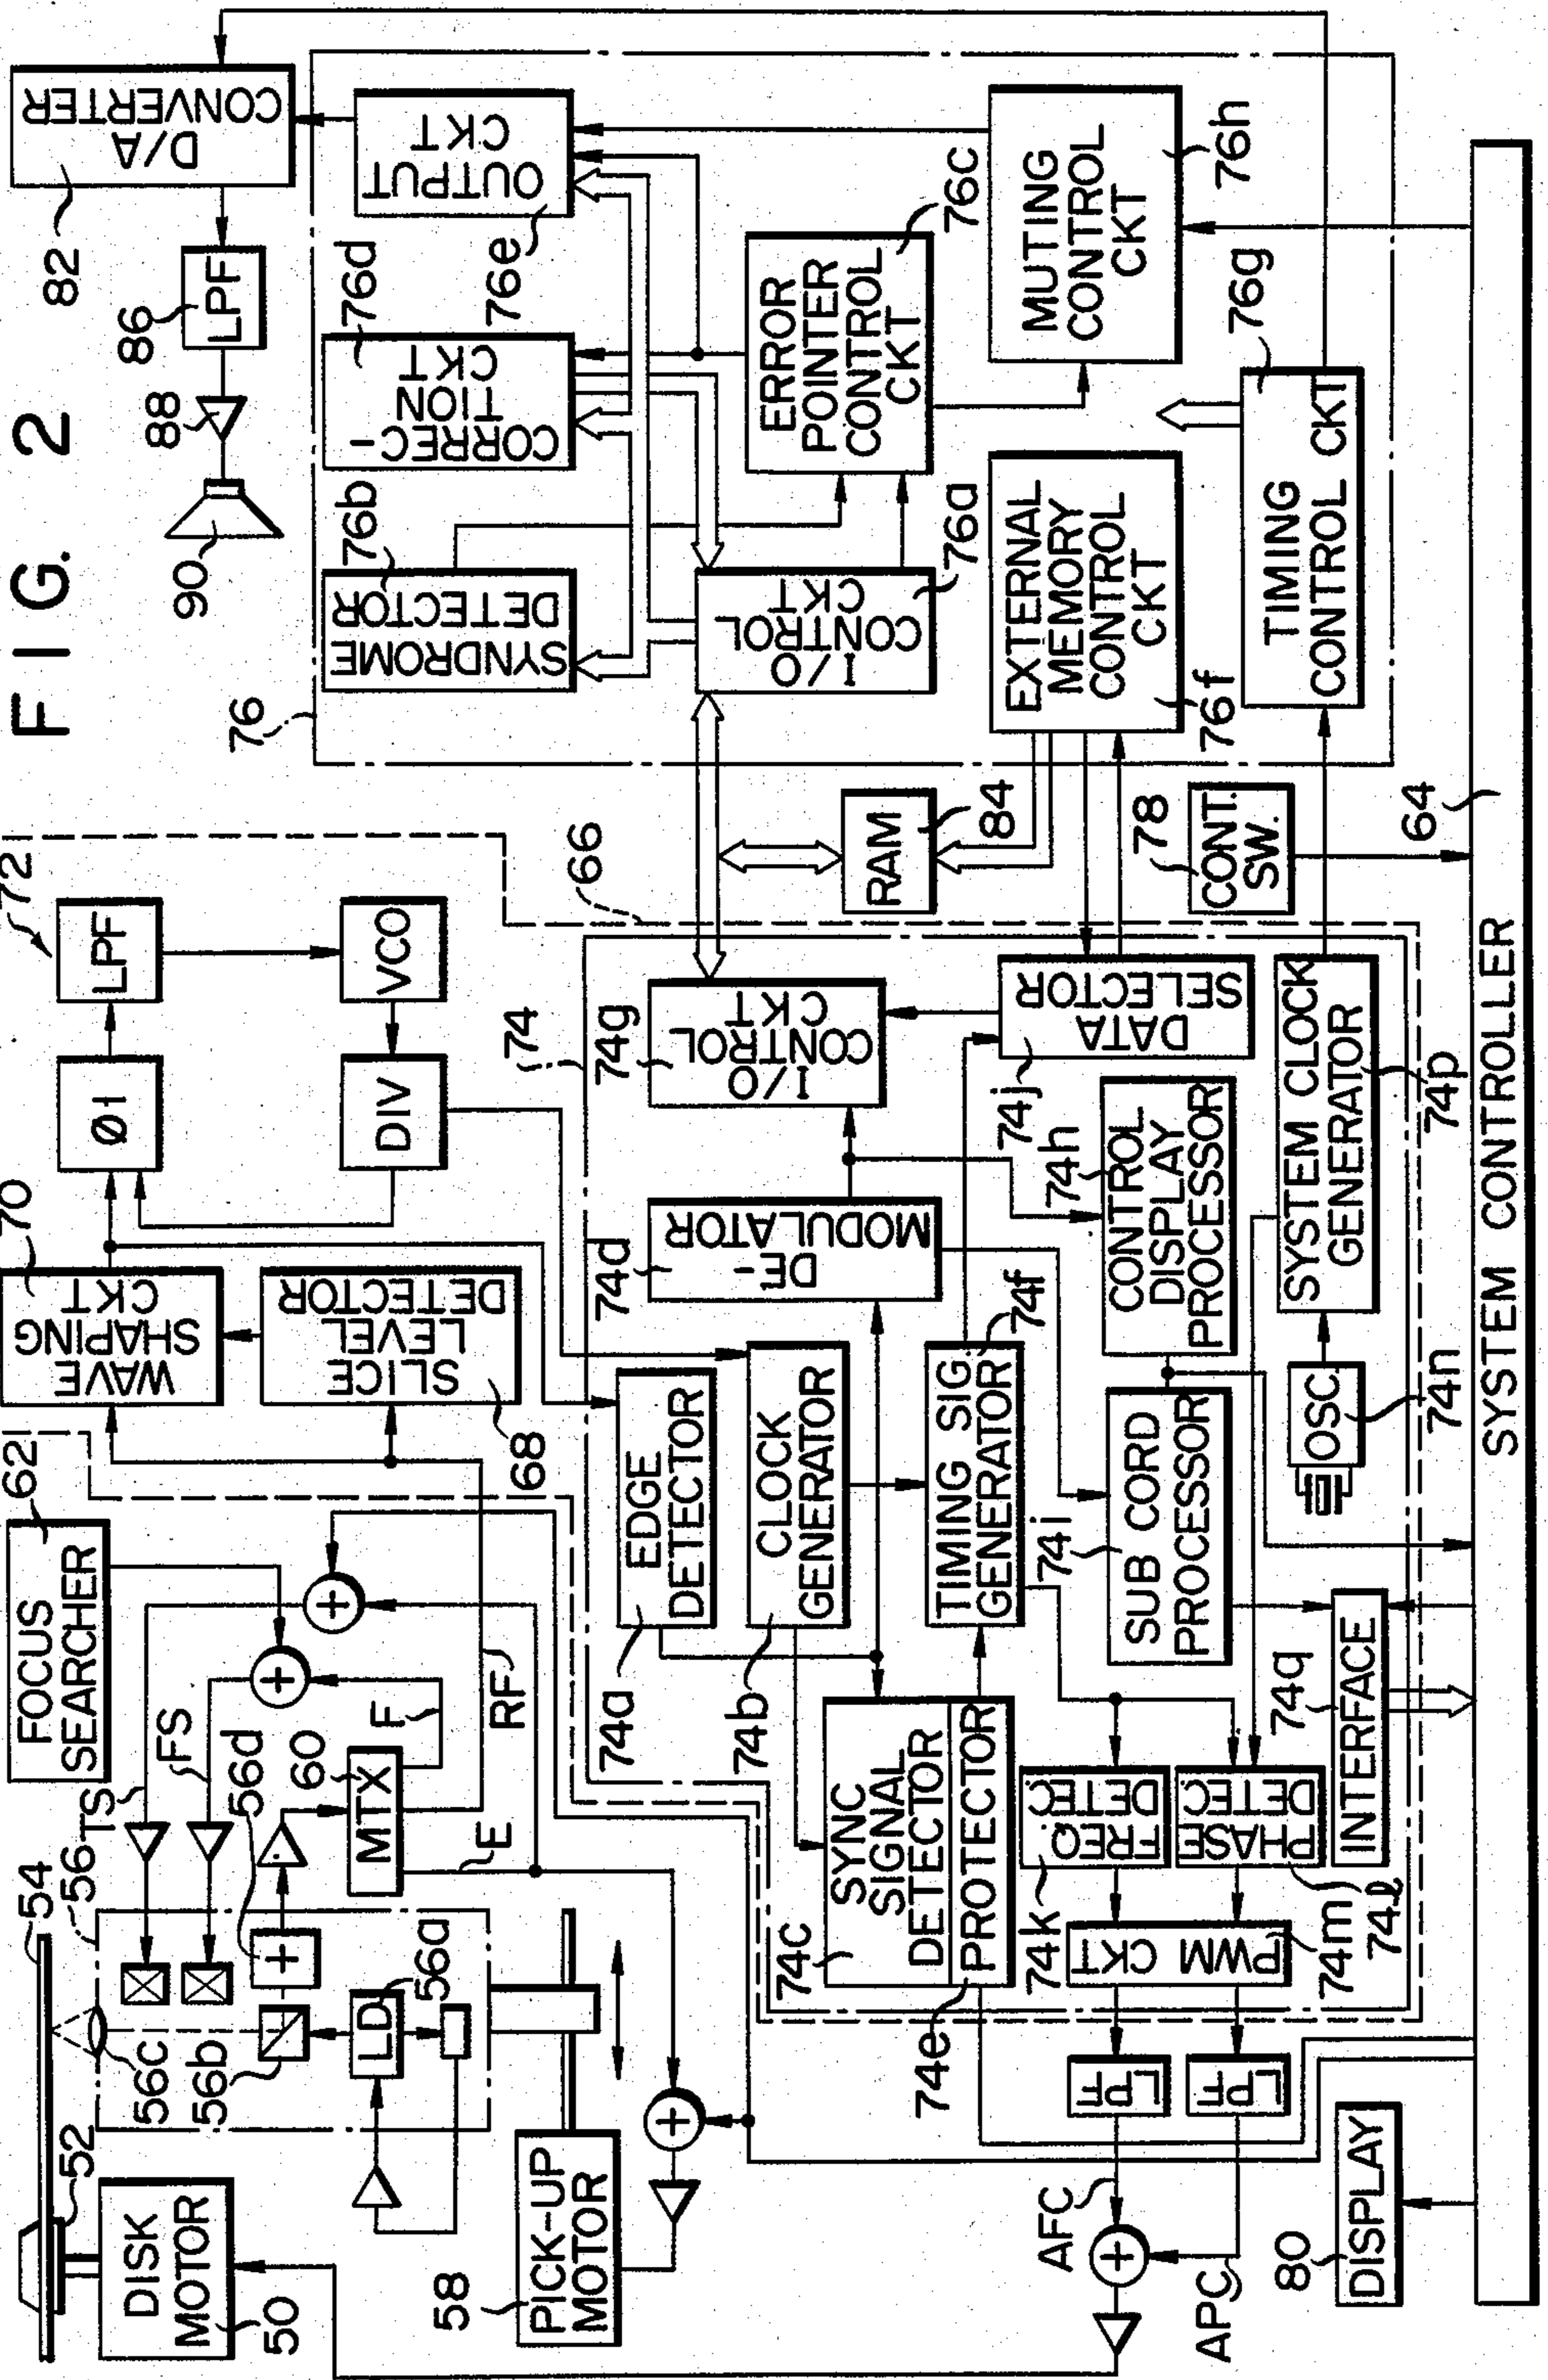 FIG. 2
54
52
DISK
MOTOR
50
56
56a
56b
56c
56d
LD
TS
FS
FOCUS
SEARCHER
62
MTX
60
F
RF
E
PICK-UP
MOTOR
58
WAVE
SHAPING
CKT
70
SLICE
LEVEL
DETECTOR
68
Ø1
LPF
VCO
DIV
72
66
74
EDGE
DETECTOR
74a
CLOCK
GENERATOR
74b
SYNC
SIGNAL
DETECTOR
74c
PROTECTOR
74e
DE-
MODULATOR
74d
TIMING SIG.
GENERATOR
74f
I/O
CONTROL
CKT
74g
CONTROL
DISPLAY
PROCESSOR
74h
SUB CORD
PROCESSOR
74i
DATA
SELECTOR
74j
FREQ.
DETEC.
74k
PHASE
DETEC
74ℓ
PWM
CKT
74m
OSC.
74n
SYSTEM CLOCK
GENERATOR
74p
INTERFACE
74q
LPF
LPF
AFC
APC
DISPLAY
80
SYSTEM CONTROLLER
64
CONT.
SW.
78
RAM
84
76
I/O
CONTROL
CKT
76a
SYNDROME
DETECTOR
76b
ERROR
POINTER
CONTROL
CKT
76c
CORREC-
TION
CKT
76d
OUTPUT
CKT
76e
EXTERNAL
MEMORY
CONTROL
CKT
76f
TIMING
CONTROL CKT
76g
MUTING
CONTROL
CKT
76h
D/A
CONVERTER
82
LPF
86
88
90